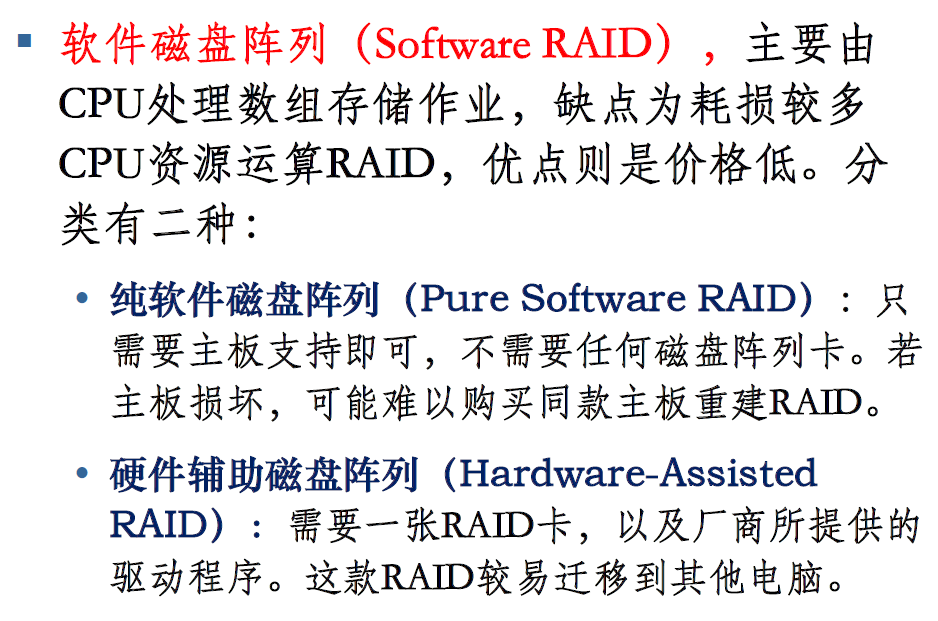 ▪ 软件磁盘阵列（Software RAID），主要由
CPU处理数组存储作业，缺点为耗损较多
CPU资源运算RAID，优点则是价格低。分
类有二种：
• 纯软件磁盘阵列（Pure Software RAID）：只
需要主板支持即可，不需要任何磁盘阵列卡。若
主板损坏，可能难以购买同款主板重建RAID。
• 硬件辅助磁盘阵列（Hardware-Assisted
RAID）：需要一张RAID卡，以及厂商所提供的
驱动程序。这款RAID较易迁移到其他电脑。